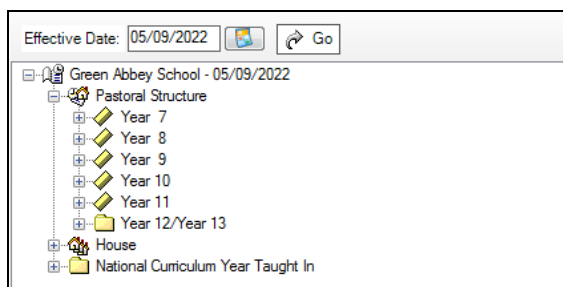 Effective Date: 05/09/2022 Go
Green Abbey School - 05/09/2022
Pastoral Structure
Year 7
Year 8
Year 9
Year 10
Year 11
Year 12/Year 13
House
National Curriculum Year Taught In